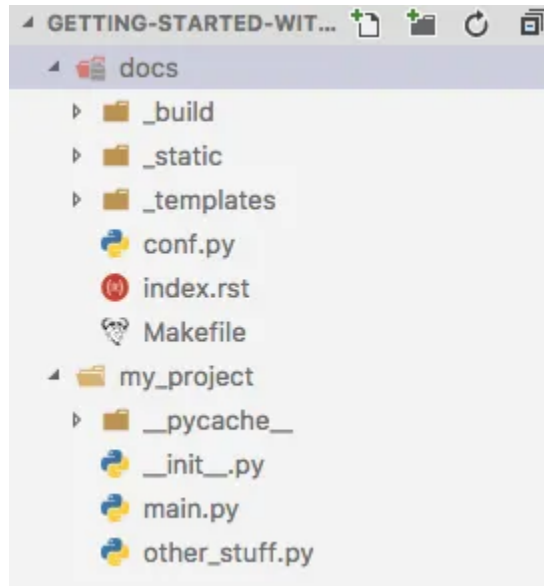 GETTING-STARTED-WIT...
docs
_build
_static
_templates
conf.py
index.rst
Makefile
my_project
__pycache__
__init__.py
main.py
other_stuff.py